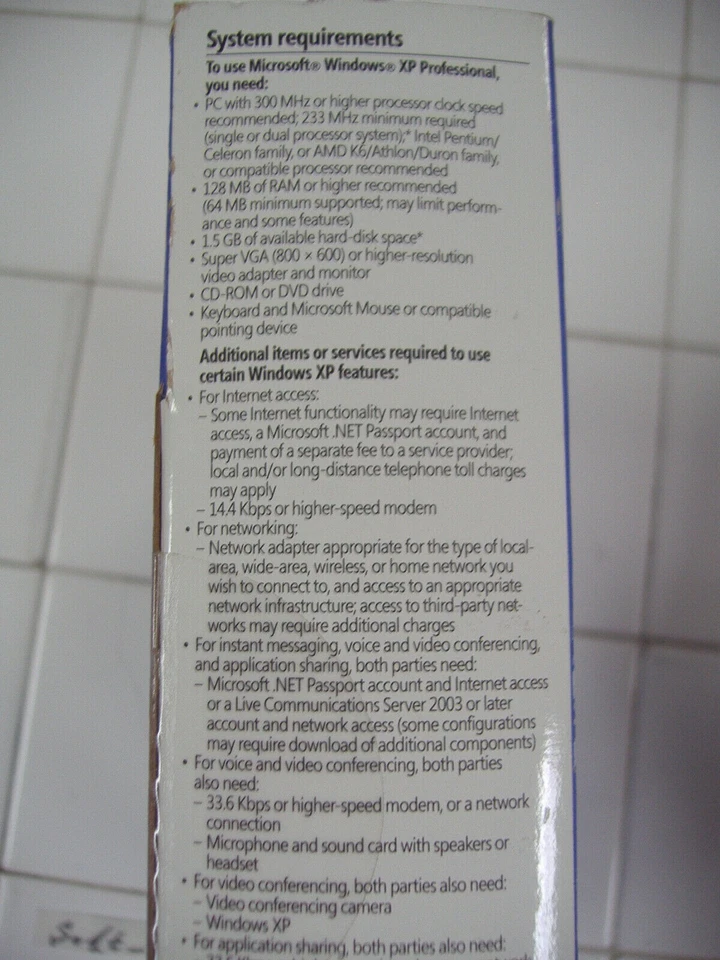 System requirements
To use Microsoft® Windows® XP Professional,
you need:
• PC with 300 MHz or higher processor clock speed
recommended; 233 MHz minimum required
(single or dual processor system);* Intel Pentium/
Celeron family, or AMD K6/Athlon/Duron family,
or compatible processor recommended
• 128 MB of RAM or higher recommended
(64 MB minimum supported; may limit perform-
ance and some features)
• 1.5 GB of available hard-disk space*
• Super VGA (800 × 600) or higher-resolution
video adapter and monitor
• CD-ROM or DVD drive
• Keyboard and Microsoft Mouse or compatible
pointing device
Additional items or services required to use
certain Windows XP features:
• For Internet access:
– Some Internet functionality may require Internet
access, a Microsoft .NET Passport account, and
payment of a separate fee to a service provider;
local and/or long-distance telephone toll charges
may apply
– 14.4 Kbps or higher-speed modem
• For networking:
– Network adapter appropriate for the type of local-
area, wide-area, wireless, or home network you
wish to connect to, and access to an appropriate
network infrastructure; access to third-party net-
works may require additional charges
• For instant messaging, voice and video conferencing,
and application sharing, both parties need:
– Microsoft .NET Passport account and Internet access
or a Live Communications Server 2003 or later
account and network access (some configurations
may require download of additional components)
• For voice and video conferencing, both parties
also need:
– 33.6 Kbps or higher-speed modem, or a network
connection
– Microphone and sound card with speakers or
headset
• For video conferencing, both parties also need:
– Video conferencing camera
– Windows XP
• For application sharing, both parties also need: